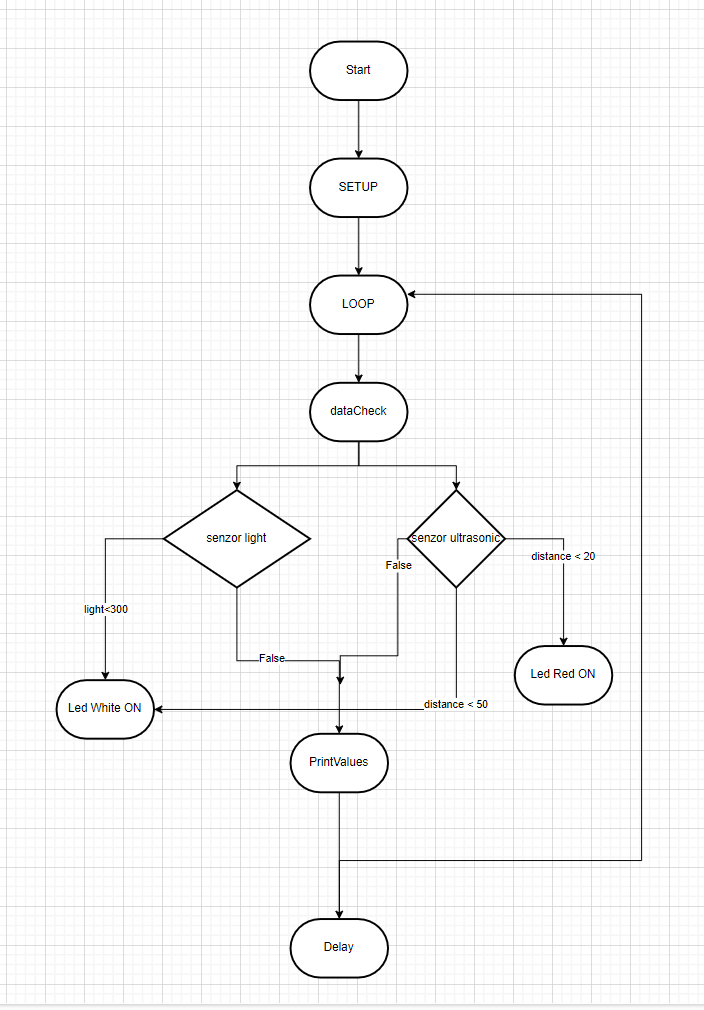 Start
SETUP
LOOP
dataCheck
senzor light
senzor ultrasonic
False
distance < 20
light<300
False
Led Red ON
Led White ON
distance < 50
PrintValues
Delay